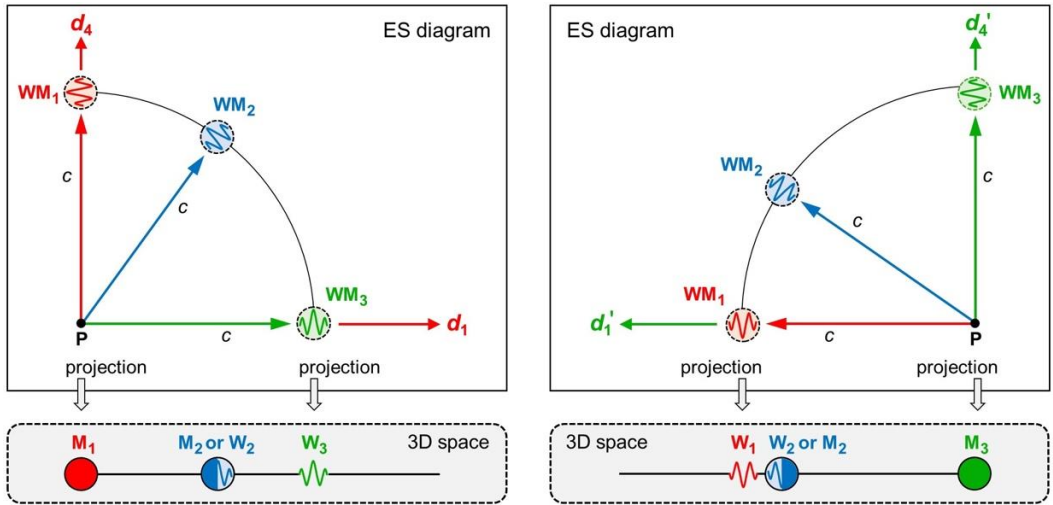 d₄
ES diagram
WM₁
WM₂
c
c
WM₃
P
c
d₁
projection
projection
M₁
M₂ or W₂
W₃
3D space
ES diagram
d₄'
WM₃
WM₂
c
c
WM₁
d₁'
c
P
projection
projection
3D space
W₁
W₂ or M₂
M₃